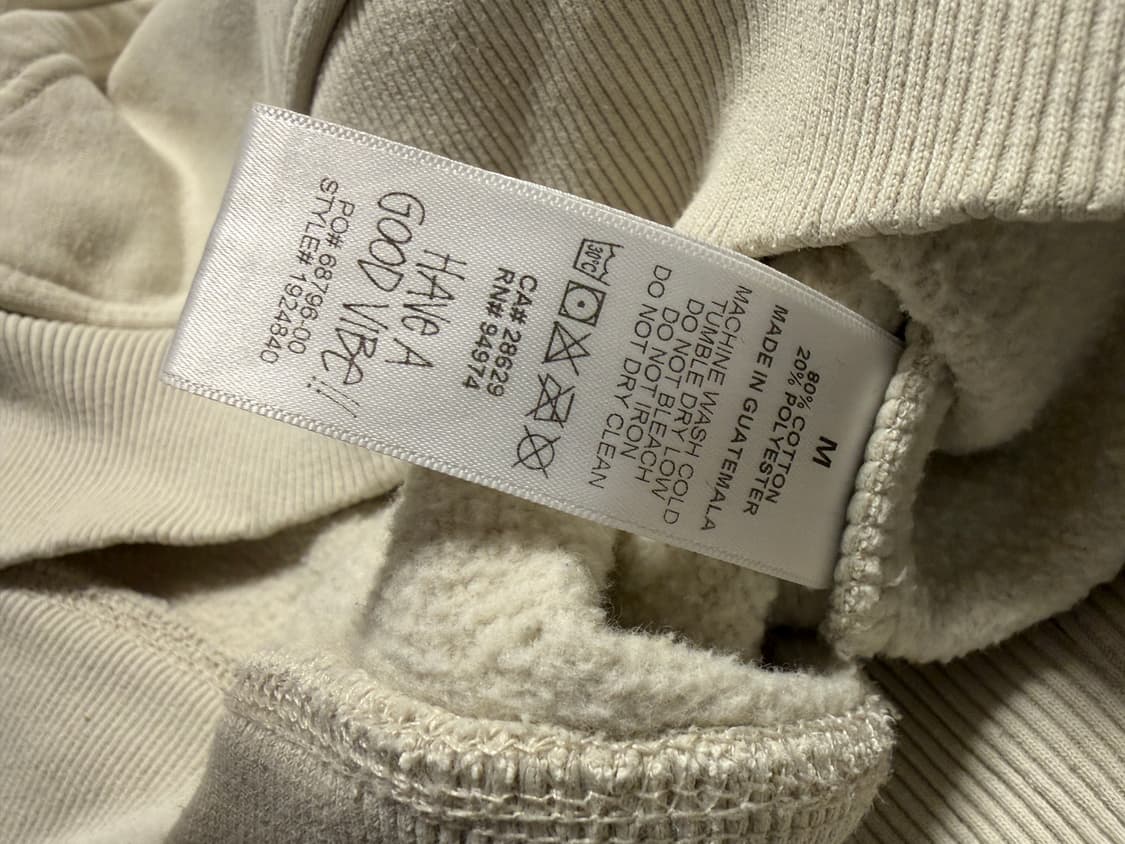 M
80% COTTON
20% POLYESTER
MADE IN GUATEMALA
MACHINE WASH COLD
TUMBLE DRY LOW
DO NOT BLEACH
DO NOT IRON
DO NOT DRY CLEAN
30°C
CA# 28629
RN# 94974
HAVE A
GOOD VIBE!!
PO# 68796-00
STYLE# 1924840